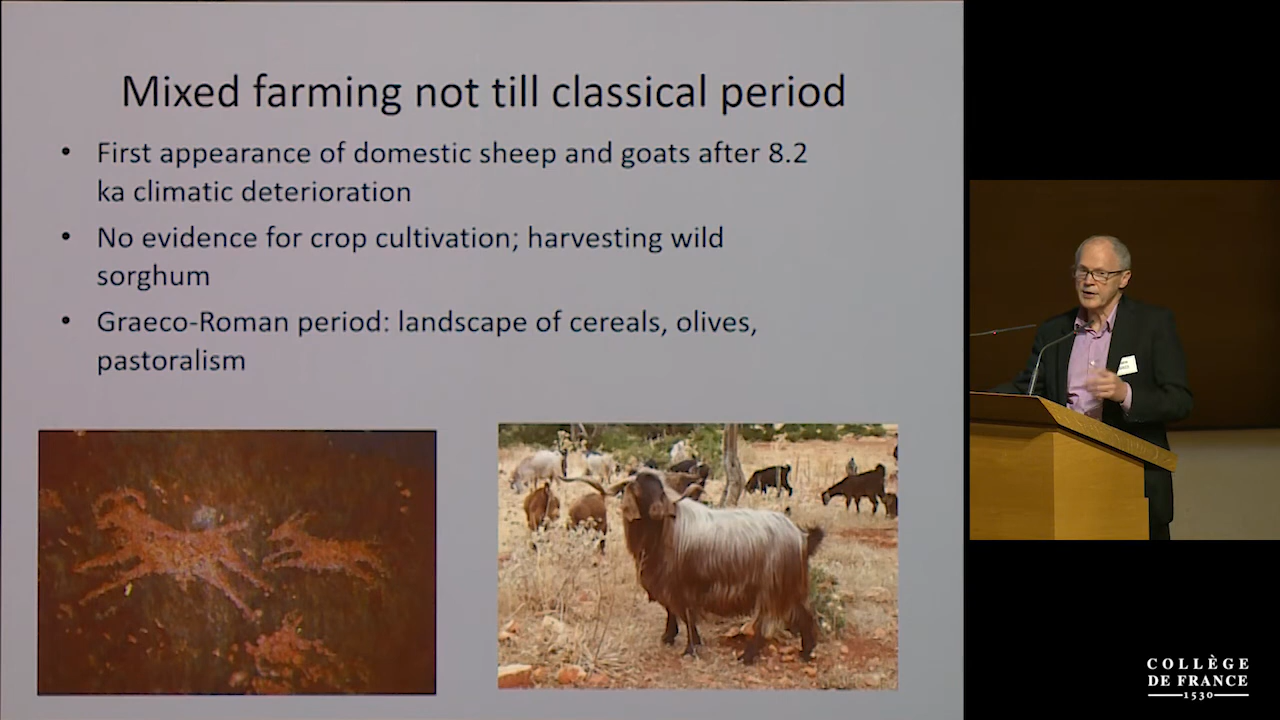 Mixed farming not till classical period
• First appearance of domestic sheep and goats after 8.2
ka climatic deterioration
• No evidence for crop cultivation; harvesting wild
sorghum
• Graeco-Roman period: landscape of cereals, olives,
pastoralism
COLLÈGE
DE FRANCE
1530